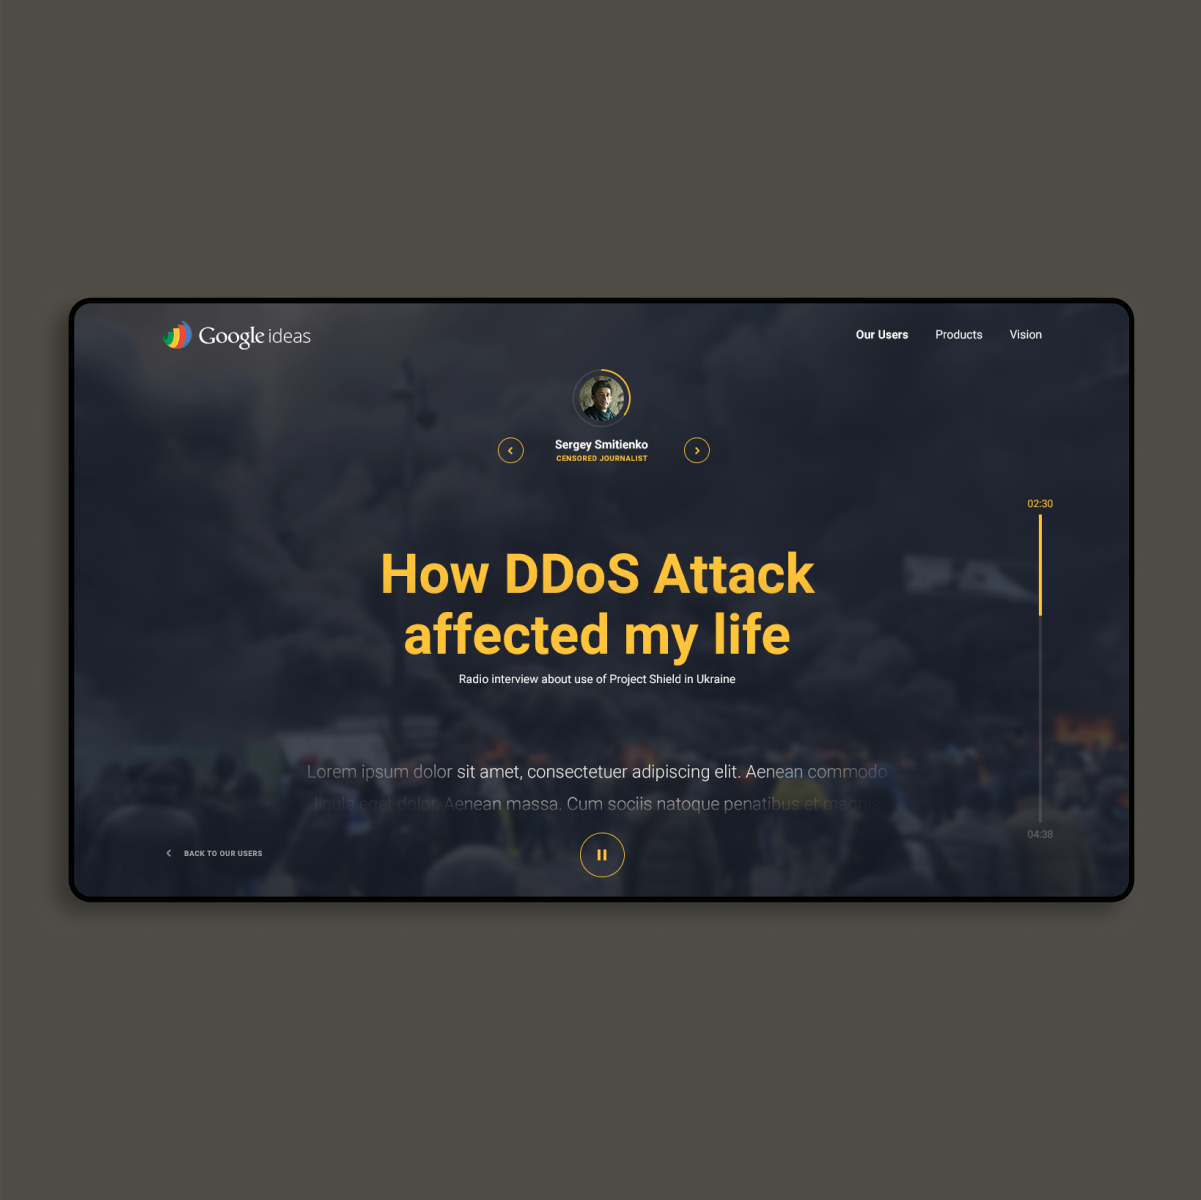 Google ideas
Our Users
Products
Vision
Sergey Smitienko
CENSORED JOURNALIST
02:30
How DDoS Attack
affected my life
Radio interview about use of Project Shield in Ukraine
Lorem ipsum dolor sit amet, consectetuer adipiscing elit. Aenean commodo
ligula eget dolor. Aenean massa. Cum sociis natoque penatibus et magnis
04:38
BACK TO OUR USERS